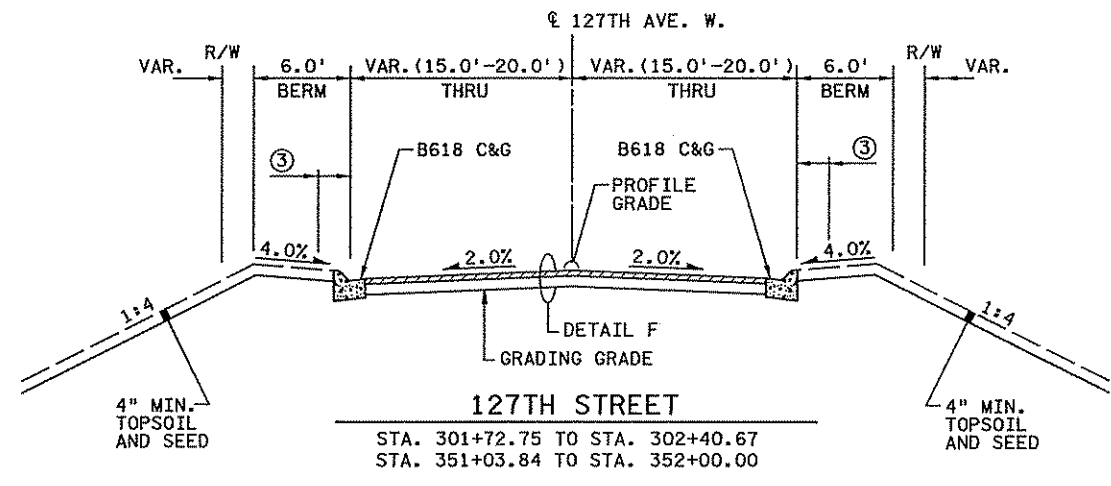 ℄ 127TH AVE. W.
R/W
R/W
VAR.
6.0'
VAR.(15.0'-20.0')
VAR.(15.0'-20.0')
6.0'
VAR.
BERM
THRU
THRU
BERM
③
B618 C&G
B618 C&G
③
PROFILE
GRADE
4.0%
2.0%
2.0%
4.0%
1:4
1:4
DETAIL F
GRADING GRADE
4" MIN.
TOPSOIL
AND SEED
4" MIN.
TOPSOIL
AND SEED
127TH STREET
STA. 301+72.75 TO STA. 302+40.67
STA. 351+03.84 TO STA. 352+00.00